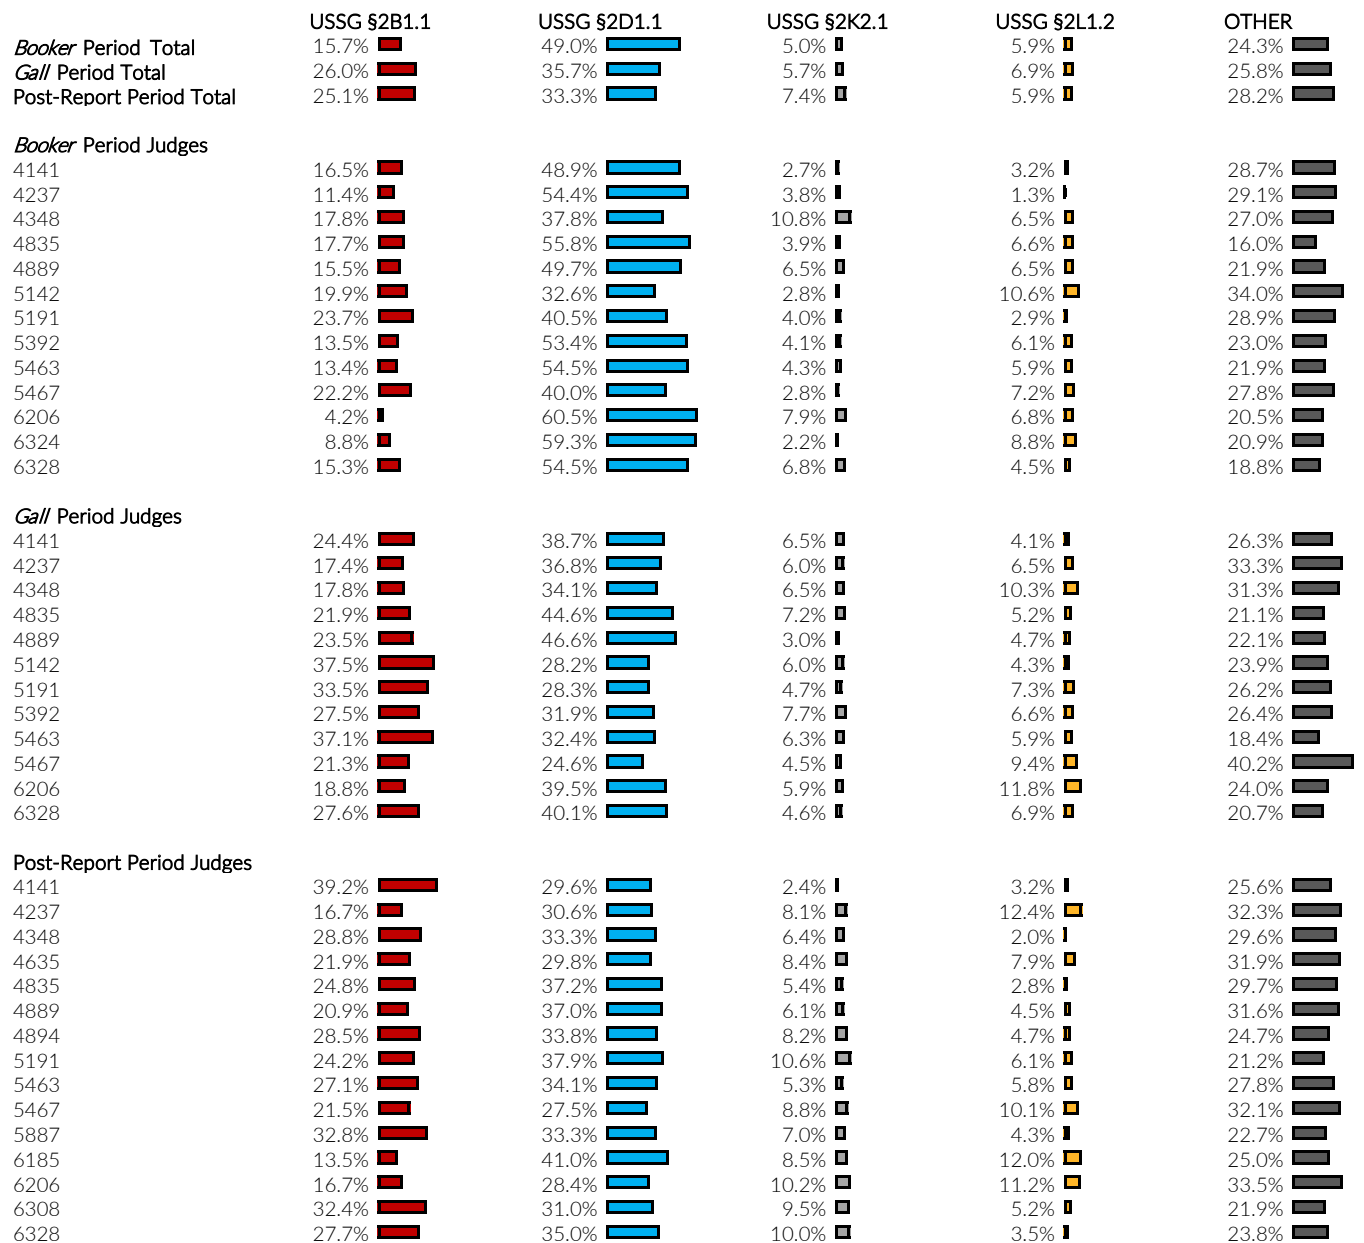 USSG §2B1.1 USSG §2D1.1 USSG §2K2.1 USSG §2L1.2 OTHER
Booker Period Total 15.7% 49.0% 5.0% 5.9% 24.3%
Gall Period Total 26.0% 35.7% 5.7% 6.9% 25.8%
Post-Report Period Total 25.1% 33.3% 7.4% 5.9% 28.2%
Booker Period Judges
4141 16.5% 48.9% 2.7% 3.2% 28.7%
4237 11.4% 54.4% 3.8% 1.3% 29.1%
4348 17.8% 37.8% 10.8% 6.5% 27.0%
4835 17.7% 55.8% 3.9% 6.6% 16.0%
4889 15.5% 49.7% 6.5% 6.5% 21.9%
5142 19.9% 32.6% 2.8% 10.6% 34.0%
5191 23.7% 40.5% 4.0% 2.9% 28.9%
5392 13.5% 53.4% 4.1% 6.1% 23.0%
5463 13.4% 54.5% 4.3% 5.9% 21.9%
5467 22.2% 40.0% 2.8% 7.2% 27.8%
6206 4.2% 60.5% 7.9% 6.8% 20.5%
6324 8.8% 59.3% 2.2% 8.8% 20.9%
6328 15.3% 54.5% 6.8% 4.5% 18.8%
Gall Period Judges
4141 24.4% 38.7% 6.5% 4.1% 26.3%
4237 17.4% 36.8% 6.0% 6.5% 33.3%
4348 17.8% 34.1% 6.5% 10.3% 31.3%
4835 21.9% 44.6% 7.2% 5.2% 21.1%
4889 23.5% 46.6% 3.0% 4.7% 22.1%
5142 37.5% 28.2% 6.0% 4.3% 23.9%
5191 33.5% 28.3% 4.7% 7.3% 26.2%
5392 27.5% 31.9% 7.7% 6.6% 26.4%
5463 37.1% 32.4% 6.3% 5.9% 18.4%
5467 21.3% 24.6% 4.5% 9.4% 40.2%
6206 18.8% 39.5% 5.9% 11.8% 24.0%
6328 27.6% 40.1% 4.6% 6.9% 20.7%
Post-Report Period Judges
4141 39.2% 29.6% 2.4% 3.2% 25.6%
4237 16.7% 30.6% 8.1% 12.4% 32.3%
4348 28.8% 33.3% 6.4% 2.0% 29.6%
4635 21.9% 29.8% 8.4% 7.9% 31.9%
4835 24.8% 37.2% 5.4% 2.8% 29.7%
4889 20.9% 37.0% 6.1% 4.5% 31.6%
4894 28.5% 33.8% 8.2% 4.7% 24.7%
5191 24.2% 37.9% 10.6% 6.1% 21.2%
5463 27.1% 34.1% 5.3% 5.8% 27.8%
5467 21.5% 27.5% 8.8% 10.1% 32.1%
5887 32.8% 33.3% 7.0% 4.3% 22.7%
6185 13.5% 41.0% 8.5% 12.0% 25.0%
6206 16.7% 28.4% 10.2% 11.2% 33.5%
6308 32.4% 31.0% 9.5% 5.2% 21.9%
6328 27.7% 35.0% 10.0% 3.5% 23.8%